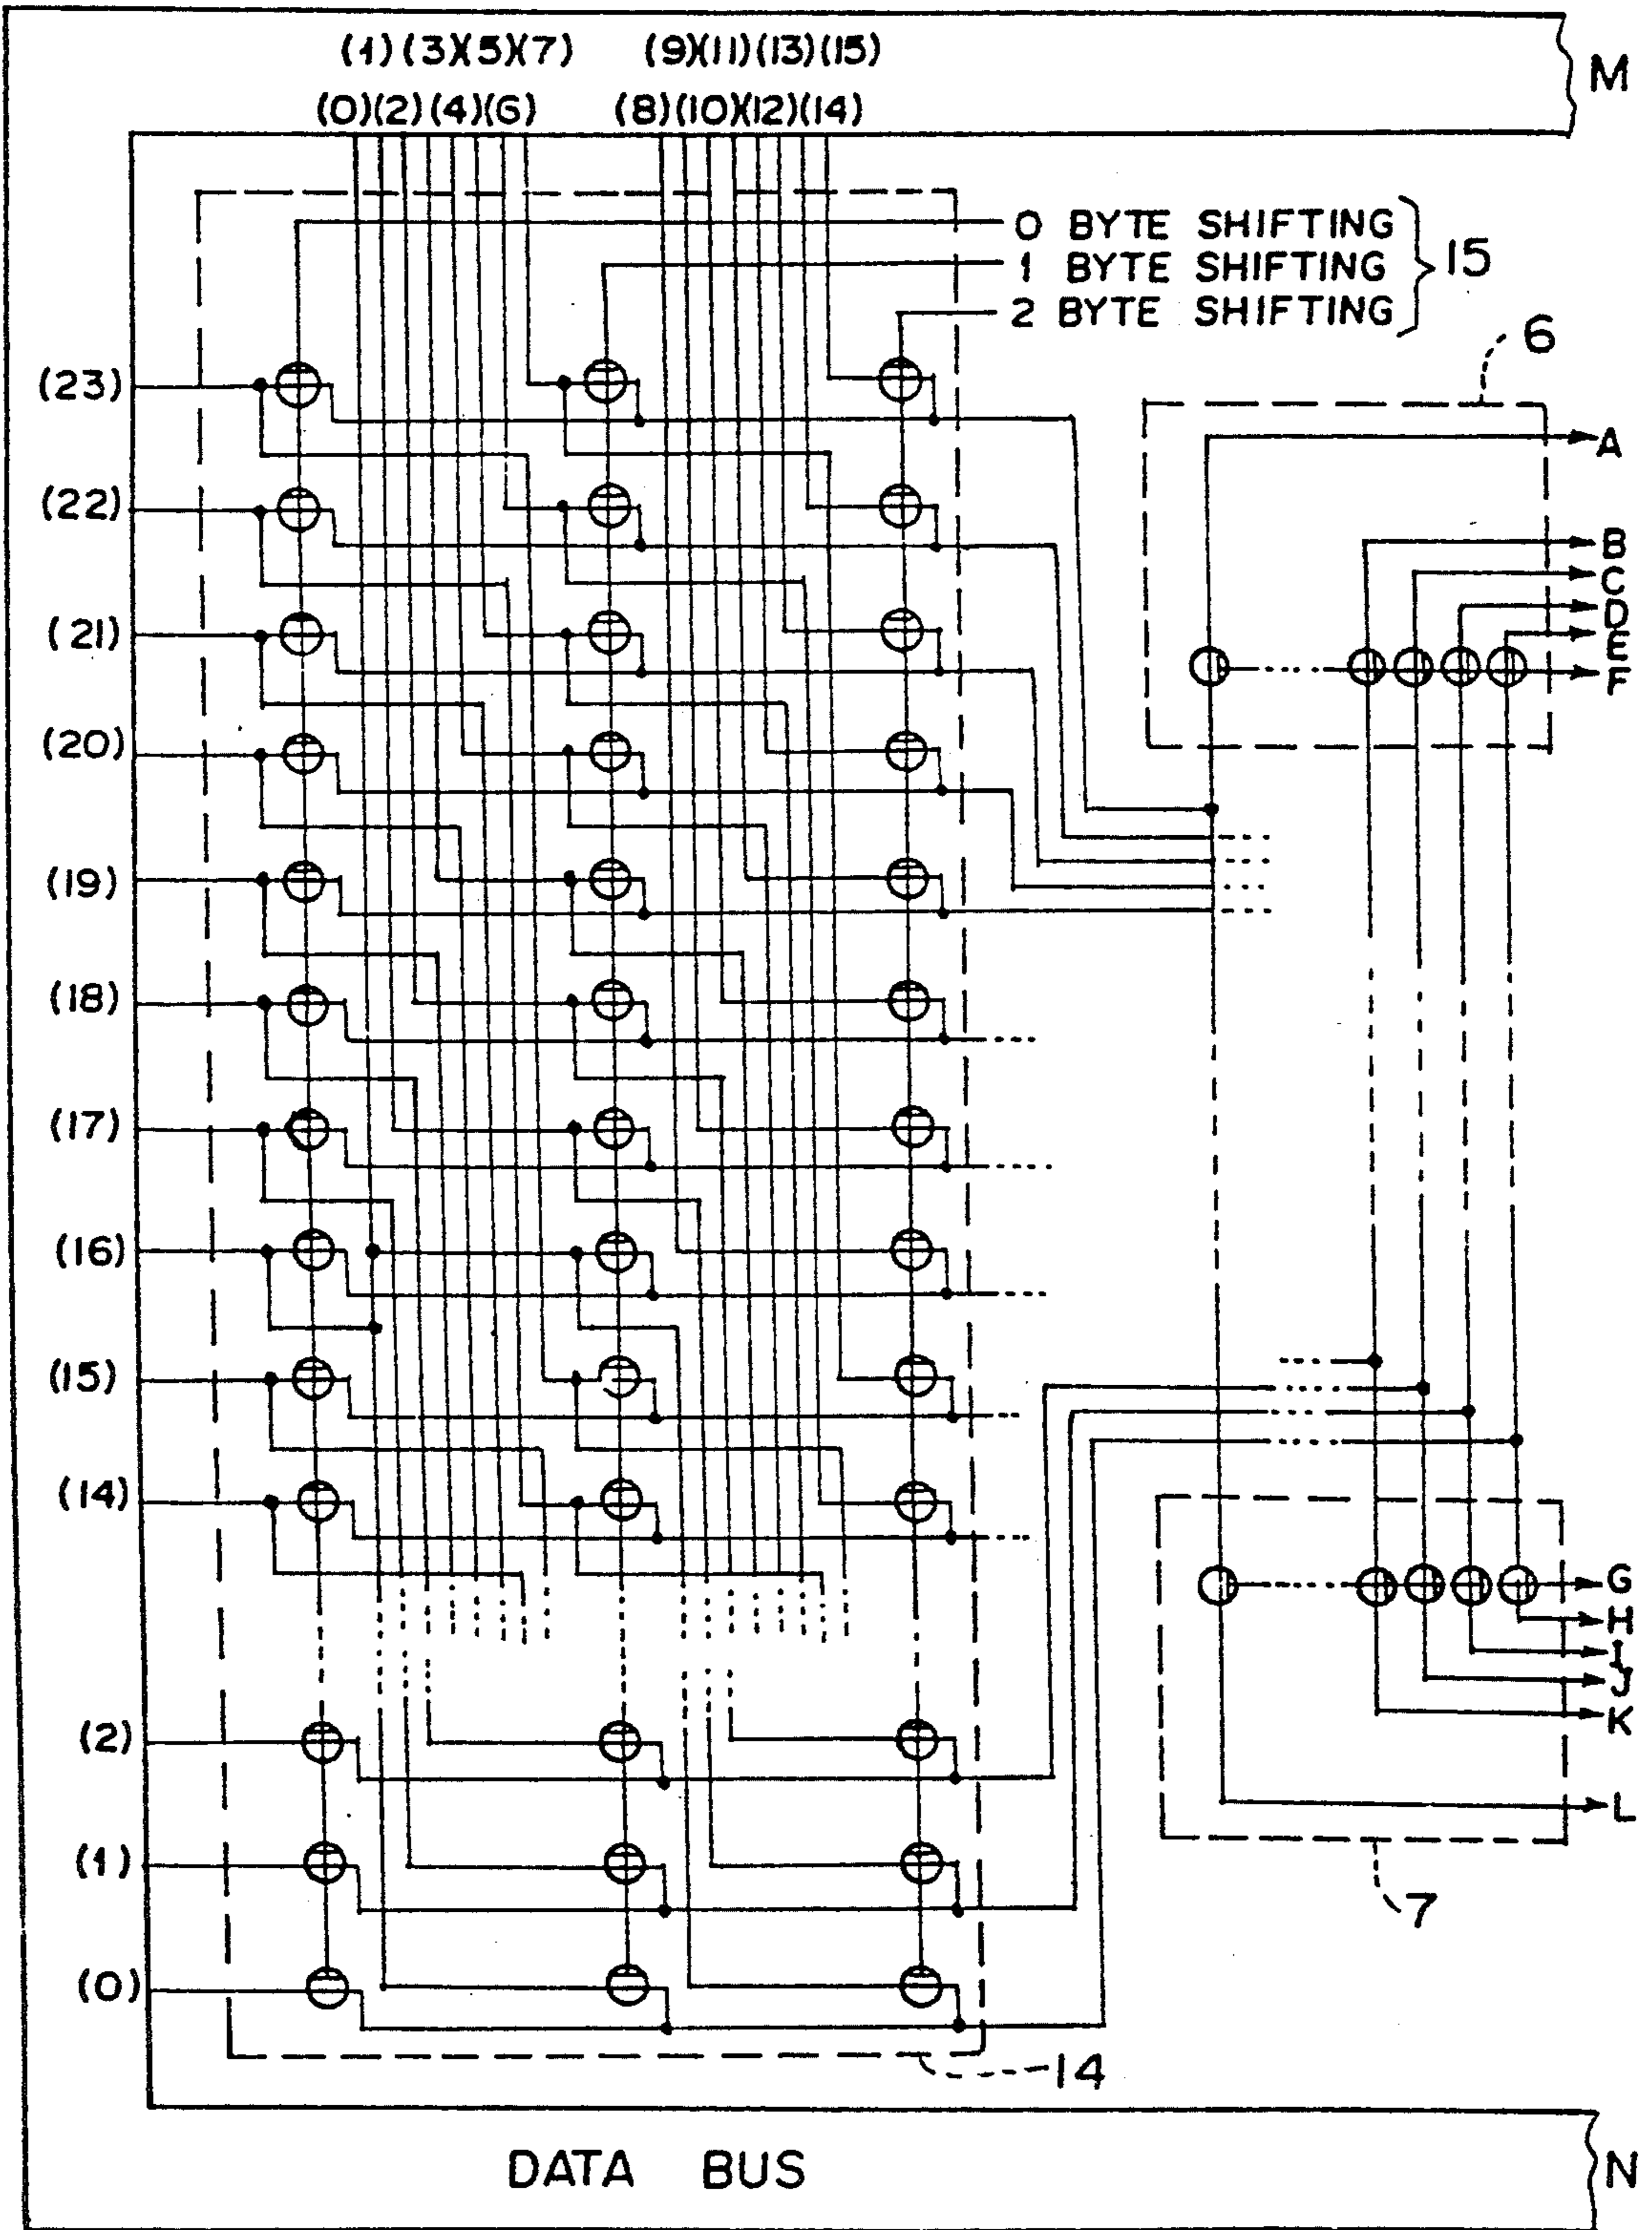 (1) (3)(5)(7) (9)(11)(13)(15)
M
(0)(2)(4)(6) (8)(10)(12)(14)
0 BYTE SHIFTING
1 BYTE SHIFTING
15
2 BYTE SHIFTING
6
(23)
A
(22)
B
C
D
(21)
E
F
(20)
(19)
(18)
(17)
(16)
(15)
(14)
G
H
I
J
K
(2)
L
(1)
7
(0)
14
DATA BUS
N